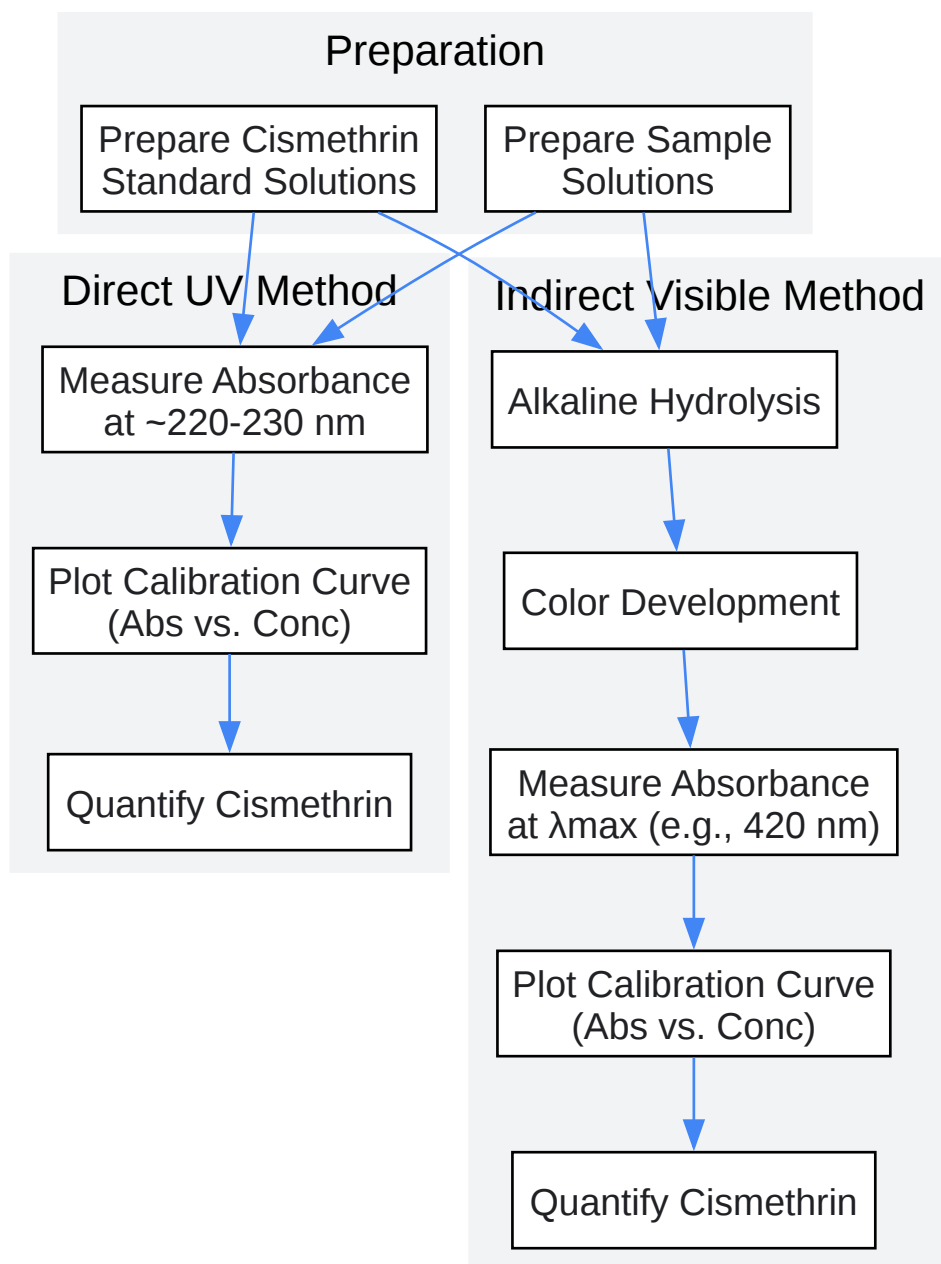 Preparation
Prepare Cismethrin
Standard Solutions
Prepare Sample
Solutions
Direct UV Method
Measure Absorbance
at ~220-230 nm
Plot Calibration Curve
(Abs vs. Conc)
Quantify Cismethrin
Indirect Visible Method
Alkaline Hydrolysis
Color Development
Measure Absorbance
at λmax (e.g., 420 nm)
Plot Calibration Curve
(Abs vs. Conc)
Quantify Cismethrin